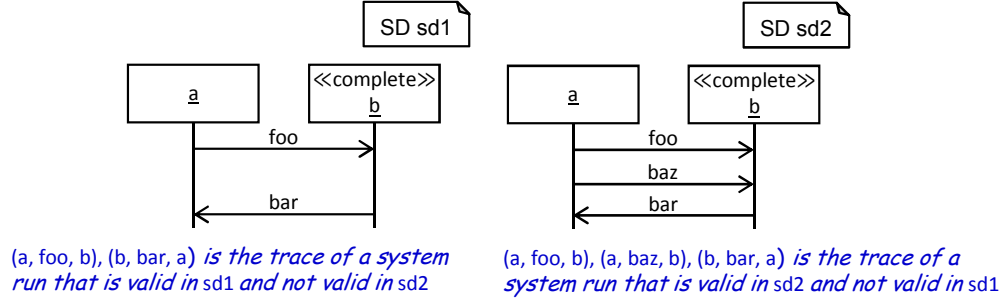 SD sd1
a
≪complete≫
b
foo
bar
(a, foo, b), (b, bar, a) is the trace of a system
run that is valid in sd1 and not valid in sd2
SD sd2
a
≪complete≫
b
foo
baz
bar
(a, foo, b), (a, baz, b), (b, bar, a) is the trace of a
system run that is valid in sd2 and not valid in sd1